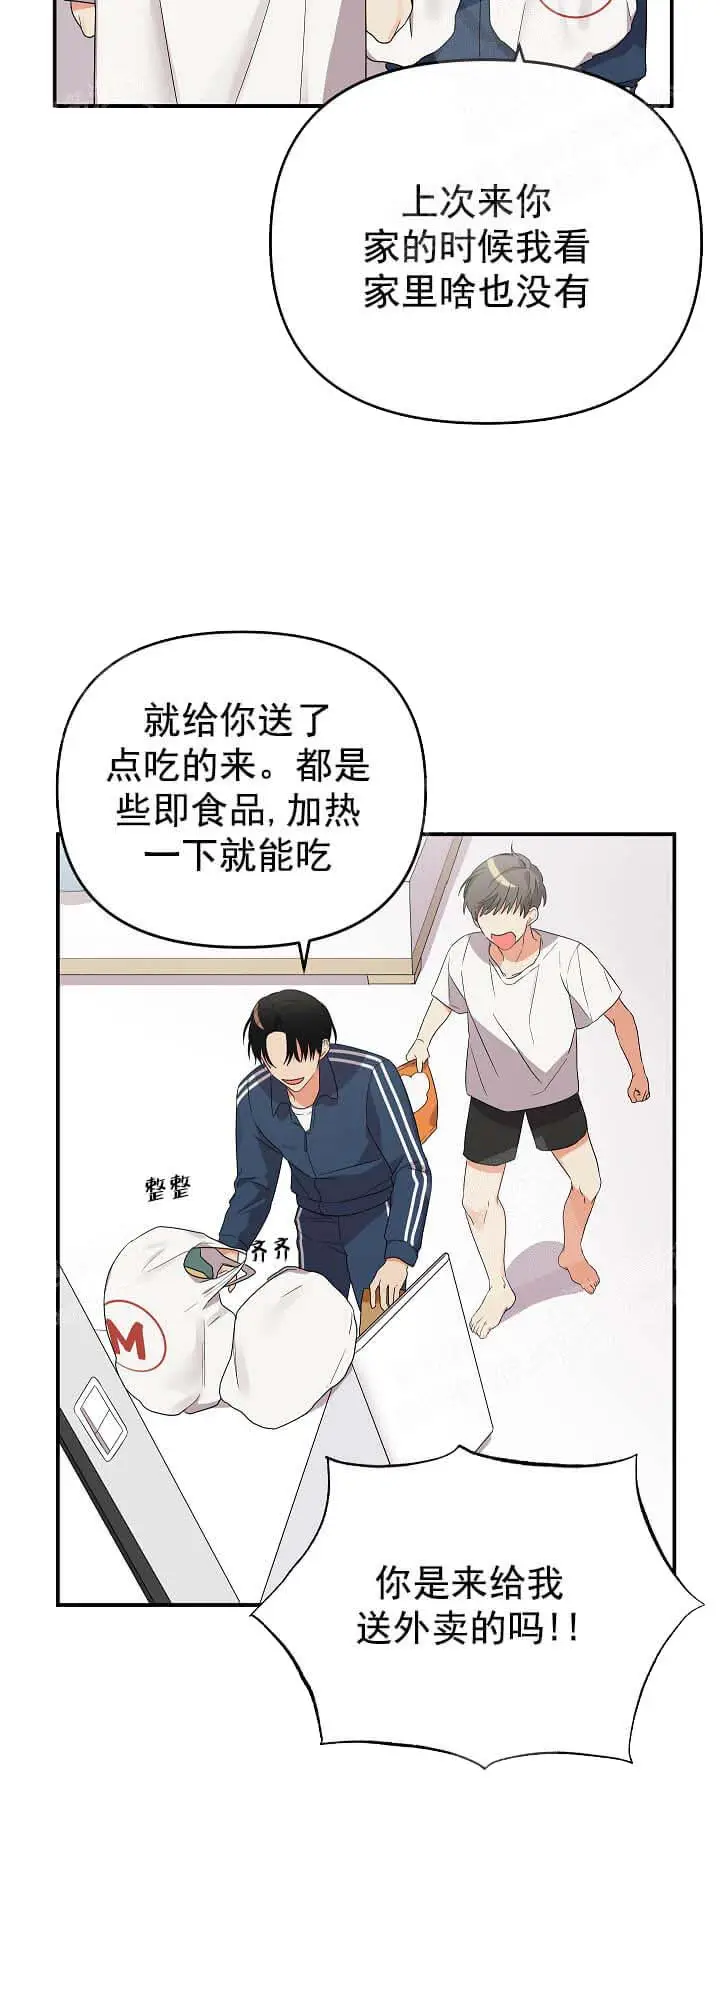 上次来你
家的时候我看
家里啥也没有
就给你送了
点吃的来。都是
些即食品,加热
一下就能吃
整整
齐齐
M
你是来给我
送外卖的吗!!